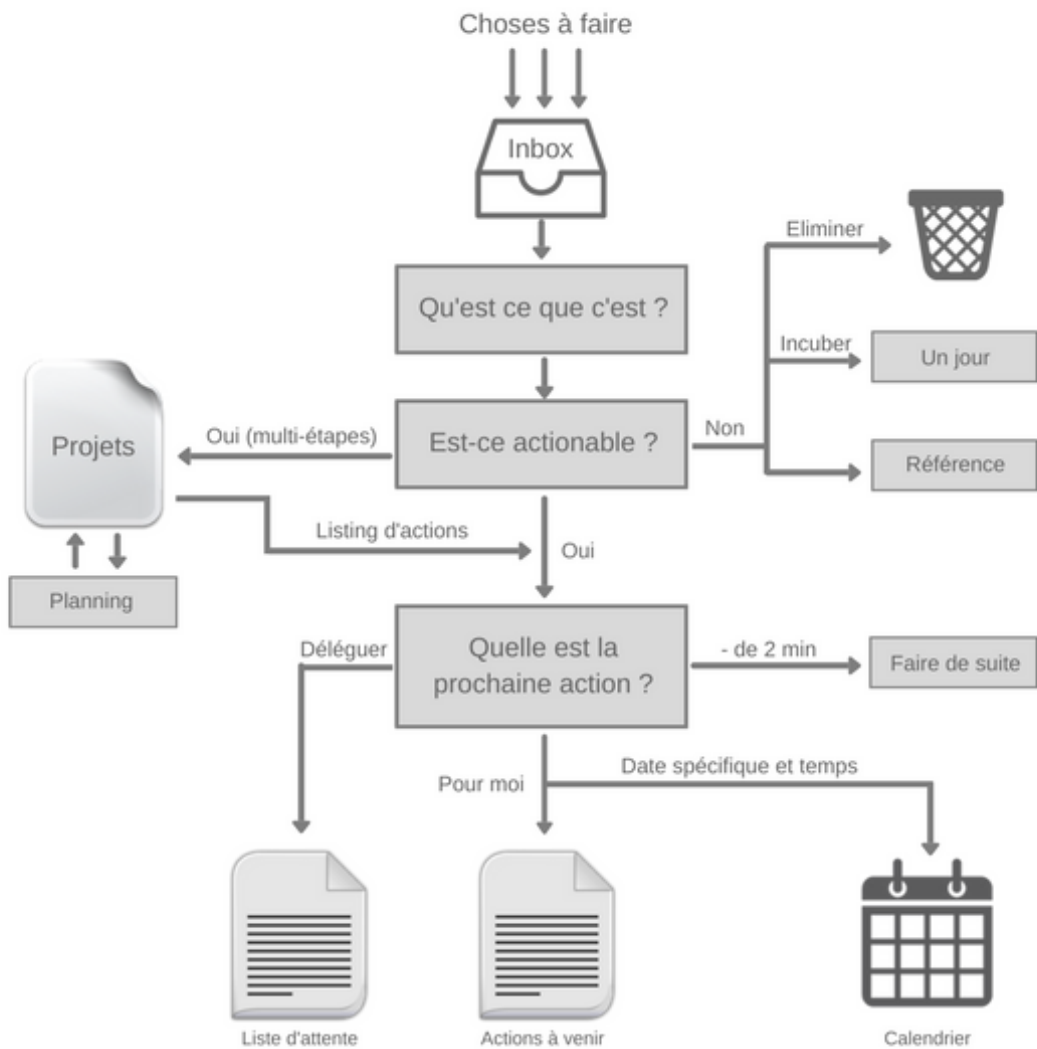 Choses à faire
Inbox
Eliminer
Qu'est ce que c'est ?
Incuber
Un jour
Projets
Oui (multi-étapes)
Est-ce actionable ?
Non
Référence
Listing d'actions
Oui
Planning
Déléguer
Quelle est la
prochaine action ?
- de 2 min
Faire de suite
Pour moi
Date spécifique et temps
Liste d'attente
Actions à venir
Calendrier